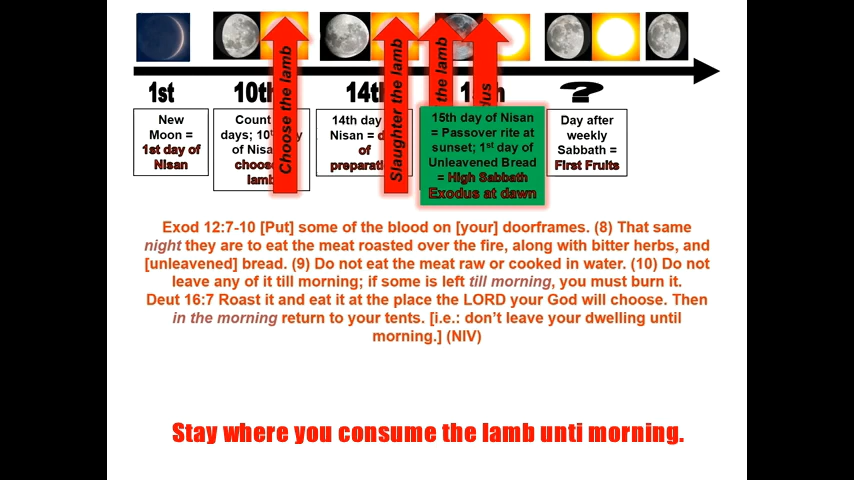 1st
10th
14th
15th
?
Choose the lamb
Slaughter the lamb
the lamb
dus
New
Moon =
1st day of
Nisan
Count
days; 10
of Nisa
choos
lamb
14th day
Nisan = d
of
preparati
15th day of Nisan
= Passover rite at
sunset; 1st day of
Unleavened Bread
= High Sabbath
Exodus at dawn
Day after
weekly
Sabbath =
First Fruits
Exod 12:7-10 [Put] some of the blood on [your] doorframes. (8) That same
night they are to eat the meat roasted over the fire, along with bitter herbs, and
[unleavened] bread. (9) Do not eat the meat raw or cooked in water. (10) Do not
leave any of it till morning; if some is left till morning, you must burn it.
Deut 16:7 Roast it and eat it at the place the LORD your God will choose. Then
in the morning return to your tents. [i.e.: don't leave your dwelling until
morning.] (NIV)
Stay where you consume the lamb unti morning.